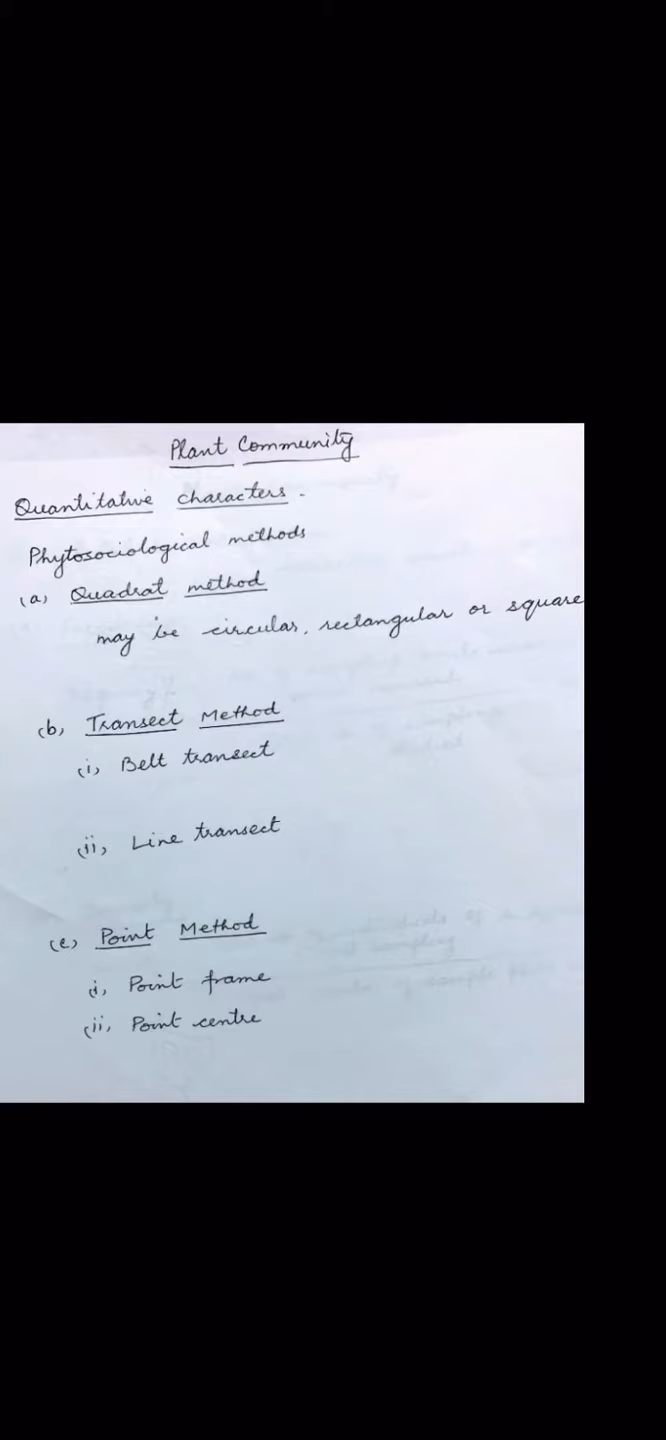 Plant Community
Quantitative characters.
Phytosociological methods
(a) Quadrat method
may be circular, rectangular or square
(b) Transect Method
(i) Belt transect
(ii) Line transect
(c) Point Method
i) Point frame
(ii) Point centre